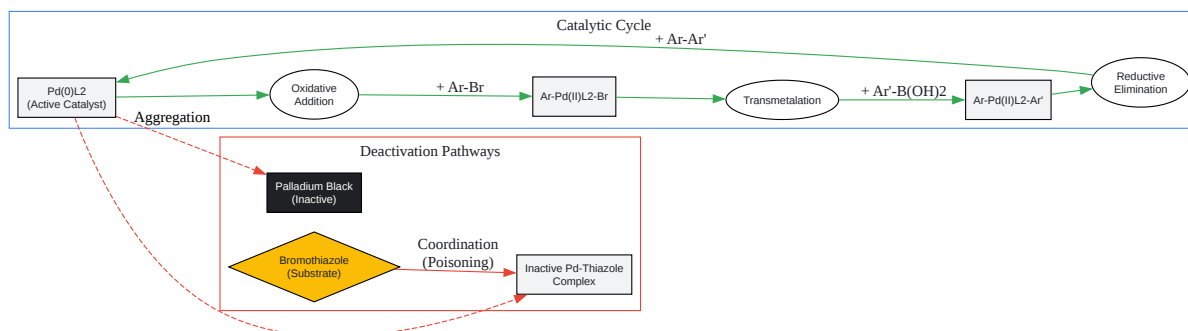 Catalytic Cycle
+ Ar-Ar'
Pd(0)L2
(Active Catalyst)
Oxidative
Addition
+ Ar-Br
Ar-Pd(II)L2-Br
Transmetalation
+ Ar'-B(OH)2
Ar-Pd(II)L2-Ar'
Reductive
Elimination
Aggregation
Deactivation Pathways
Palladium Black
(Inactive)
Bromothiazole
(Substrate)
Coordination
(Poisoning)
Inactive Pd-Thiazole
Complex